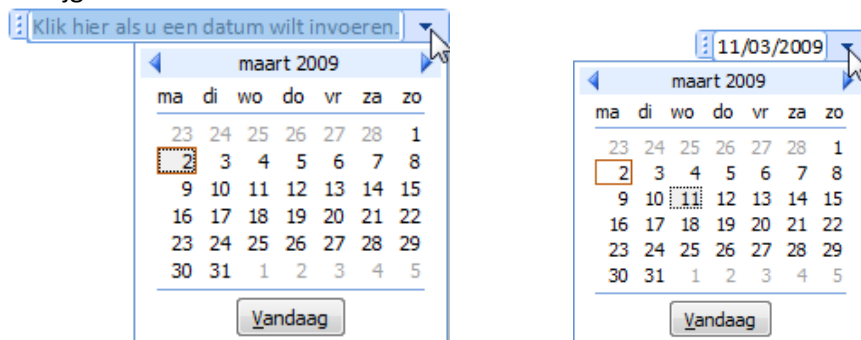 Klik hier als u een datum wilt invoeren.
maart 2009
ma di wo do vr za zo
23 24 25 26 27 28 1
2 3 4 5 6 7 8
9 10 11 12 13 14 15
16 17 18 19 20 21 22
23 24 25 26 27 28 29
30 31 1 2 3 4 5
Vandaag
11/03/2009
maart 2009
ma di wo do vr za zo
23 24 25 26 27 28 1
2 3 4 5 6 7 8
9 10 11 12 13 14 15
16 17 18 19 20 21 22
23 24 25 26 27 28 29
30 31 1 2 3 4 5
Vandaag